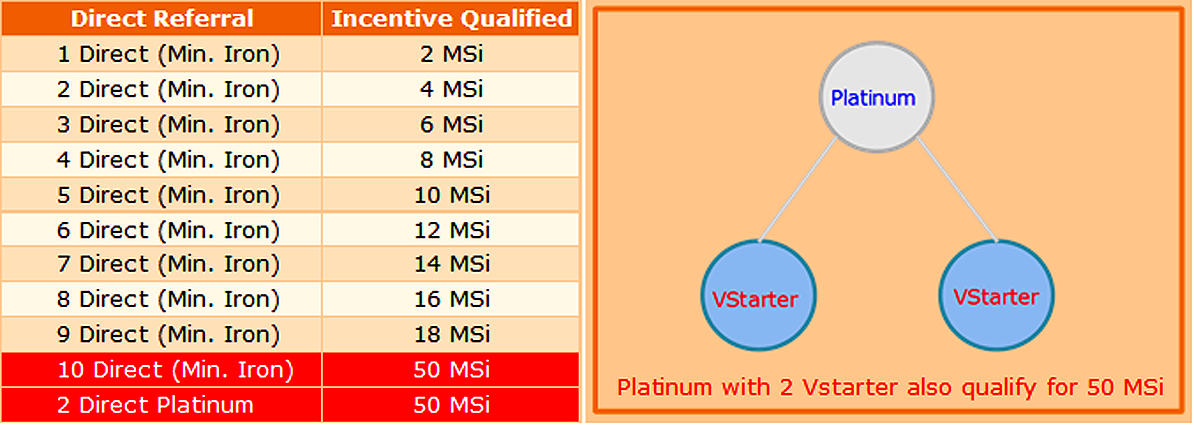 Direct Referral Incentive Qualified
1 Direct (Min. Iron) 2 MSi
2 Direct (Min. Iron) 4 MSi
3 Direct (Min. Iron) 6 MSi
4 Direct (Min. Iron) 8 MSi
5 Direct (Min. Iron) 10 MSi
6 Direct (Min. Iron) 12 MSi
7 Direct (Min. Iron) 14 MSi
8 Direct (Min. Iron) 16 MSi
9 Direct (Min. Iron) 18 MSi
10 Direct (Min. Iron) 50 MSi
2 Direct Platinum 50 MSi
Platinum
VStarter VStarter
Platinum with 2 Vstarter also qualify for 50 MSi